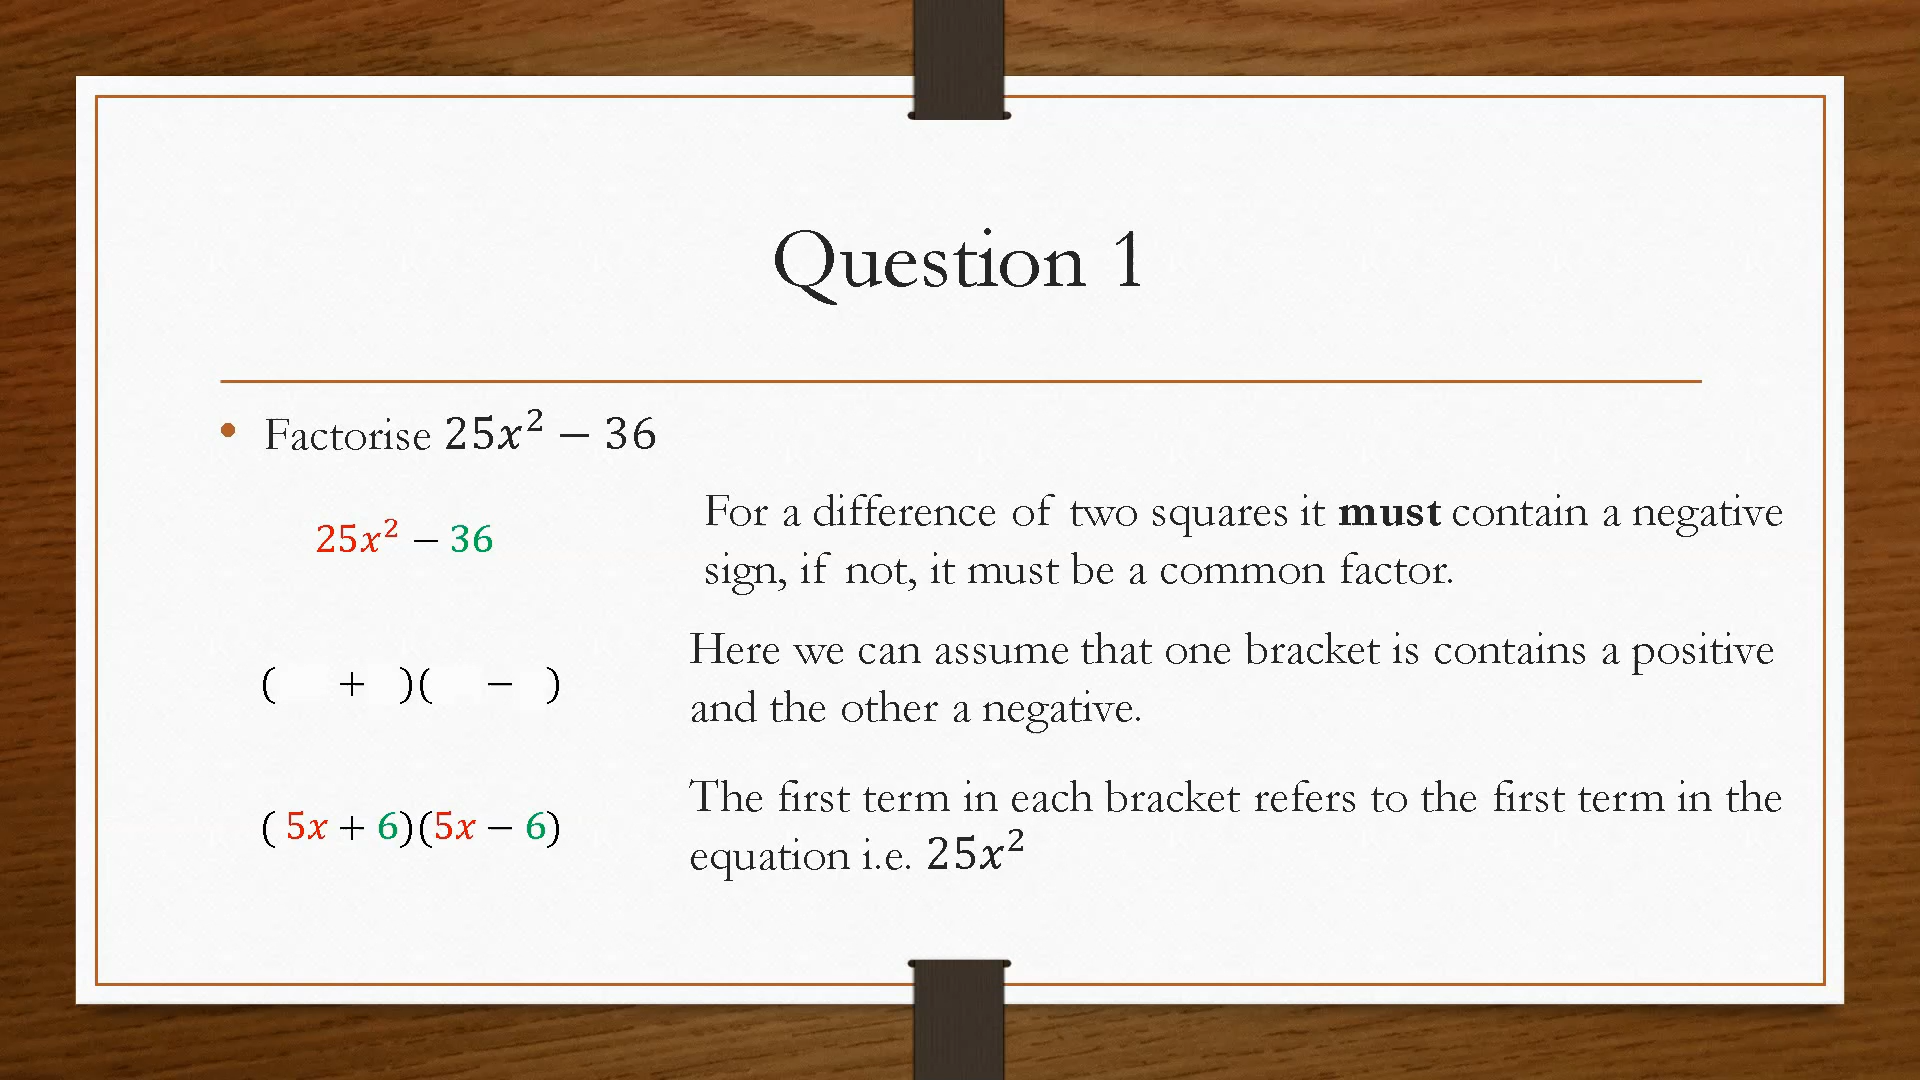 Question 1
• Factorise 25x² − 36
25x² − 36
For a difference of two squares it must contain a negative
sign, if not, it must be a common factor.
(     +   )(     −   )
Here we can assume that one bracket is contains a positive
and the other a negative.
( 5x + 6)(5x − 6)
The first term in each bracket refers to the first term in the
equation i.e. 25x²